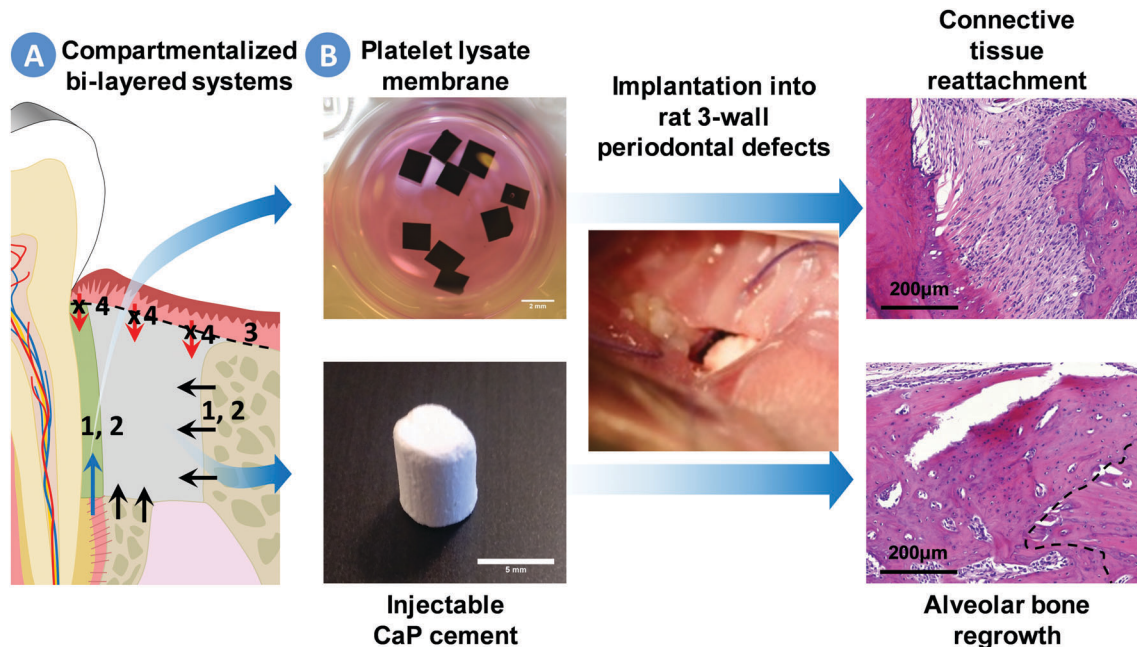 A
Compartmentalized
bi-layered systems
B
Platelet lysate
membrane
Implantation into
rat 3-wall
periodontal defects
Connective
tissue
reattachment
2 mm
200µm
x 4
x 4
x 4
3
1, 2
1, 2
5 mm
200µm
Injectable
CaP cement
Alveolar bone
regrowth